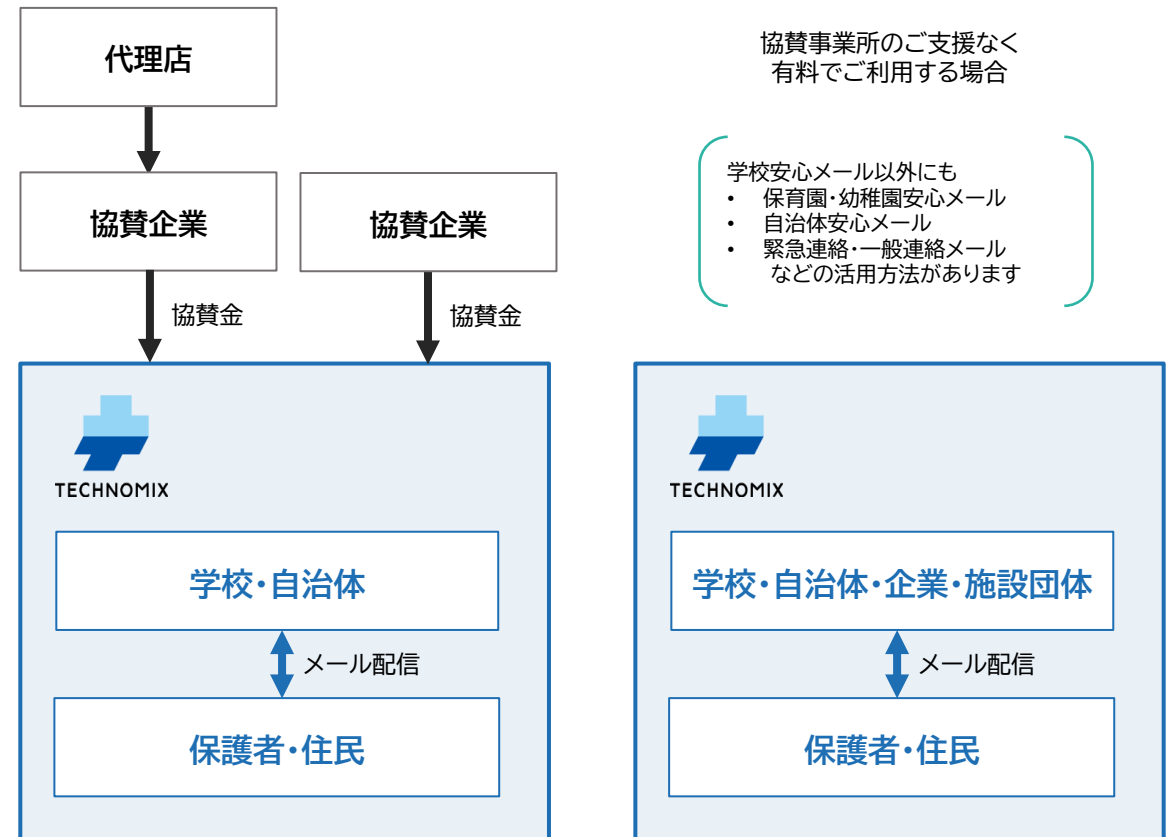 代理店
協賛企業
協賛企業
協賛金
協賛金
TECHNOMIX
学校・自治体
メール配信
保護者・住民
協賛事業所のご支援なく
有料でご利用する場合
学校安心メール以外にも
• 保育園・幼稚園安心メール
• 自治体安心メール
• 緊急連絡・一般連絡メール
などの活用方法があります
TECHNOMIX
学校・自治体・企業・施設団体
メール配信
保護者・住民